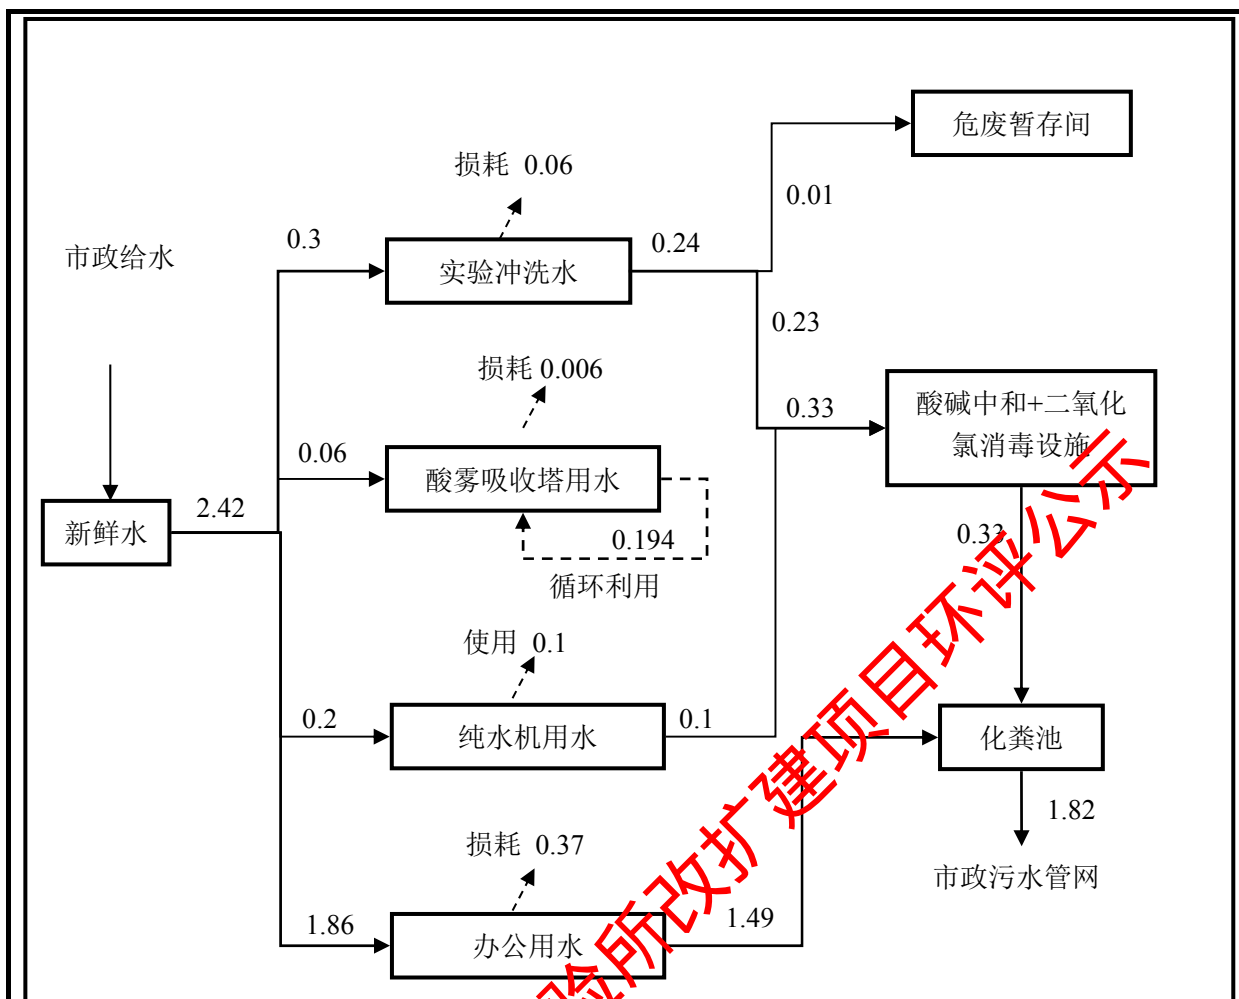 危废暂存间
损耗 0.06
0.01
市政给水
0.3
0.24
实验冲洗水
0.23
损耗 0.006
0.33
酸碱中和+二氧化
氯消毒设施
0.06
酸雾吸收塔用水
2.42
新鲜水
0.194
0.33
循环利用
使用 0.1
0.2
纯水机用水
0.1
化粪池
1.82
损耗 0.37
市政污水管网
1.86
办公用水
1.49
验所改扩建项目环评公示